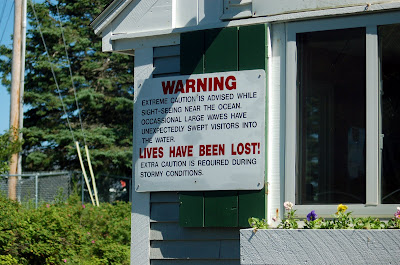 WARNING
EXTREME CAUTION IS ADVISED WHILE
SIGHT-SEEING NEAR THE OCEAN.
OCCASSIONAL LARGE WAVES HAVE
UNEXPECTEDLY SWEPT VISITORS INTO
THE WATER.
LIVES HAVE BEEN LOST!
EXTRA CAUTION IS REQUIRED DURING
STORMY CONDITIONS.